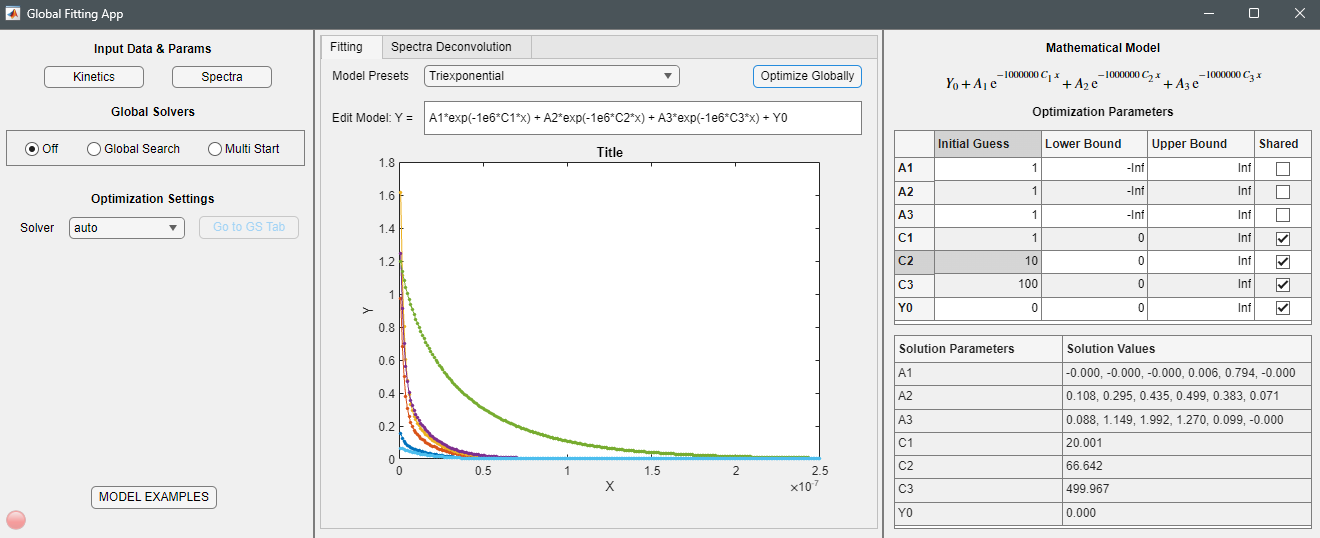 Global Fitting App
Input Data & Params
Kinetics Spectra
Global Solvers
Off Global Search Multi Start
Optimization Settings
Solver auto Go to GS Tab
MODEL EXAMPLES
Fitting Spectra Deconvolution
Model Presets Triexponential Optimize Globally
Edit Model: Y = A1*exp(-1e6*C1*x) + A2*exp(-1e6*C2*x) + A3*exp(-1e6*C3*x) + Y0
Title
1.8
1.6
1.4
1.2
1
0.8
0.6
0.4
0.2
0
Y
0 0.5 1 1.5 2 2.5
X
×10⁻⁷
Mathematical Model
Y₀ + A₁ e^(-1000000 C₁ x) + A₂ e^(-1000000 C₂ x) + A₃ e^(-1000000 C₃ x)
Optimization Parameters
Initial Guess Lower Bound Upper Bound Shared
A1 1 -Inf Inf
A2 1 -Inf Inf
A3 1 -Inf Inf
C1 1 0 Inf
C2 10 0 Inf
C3 100 0 Inf
Y0 0 0 Inf
Solution Parameters Solution Values
A1 -0.000, -0.000, -0.000, 0.006, 0.794, -0.000
A2 0.108, 0.295, 0.435, 0.499, 0.383, 0.071
A3 0.088, 1.149, 1.992, 1.270, 0.099, -0.000
C1 20.001
C2 66.642
C3 499.967
Y0 0.000